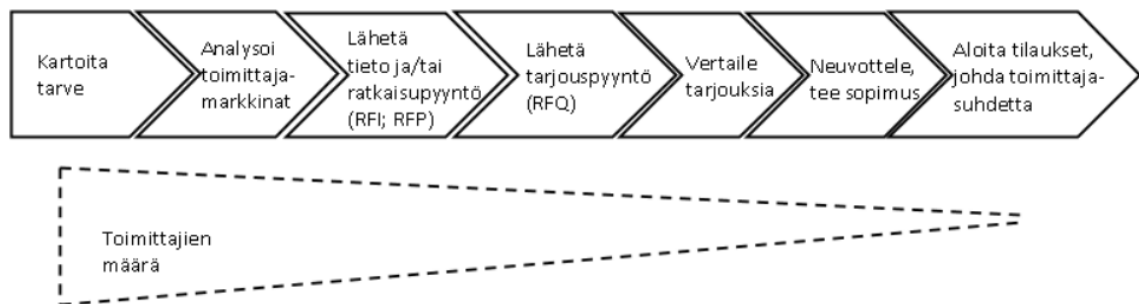 Kartoita
tarve
Analysoi
toimittaja-
markkinat
Lähetä
tieto ja/tai
ratkaisupyyntö
(RFI; RFP)
Lähetä
tarjouspyyntö
(RFQ)
Vertaile
tarjouksia
Neuvottele,
tee sopimus
Aloita tilaukset,
johda toimittaja-
suhdetta
Toimittajien
määrä